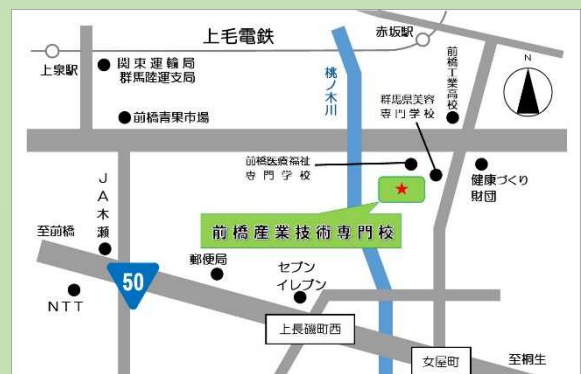 上毛電鉄
赤坂駅
上泉駅
関東運輸局
群馬陸運支局
前橋工業高校
N
桃ノ木川
群馬県美容
専門学校
前橋青果市場
前橋医療福祉
専門学校
健康づくり
財団
JA木瀬
前橋産業技術専門校
至前橋
郵便局
セブン
イレブン
50
NTT
上長磯町西
女屋町
至桐生